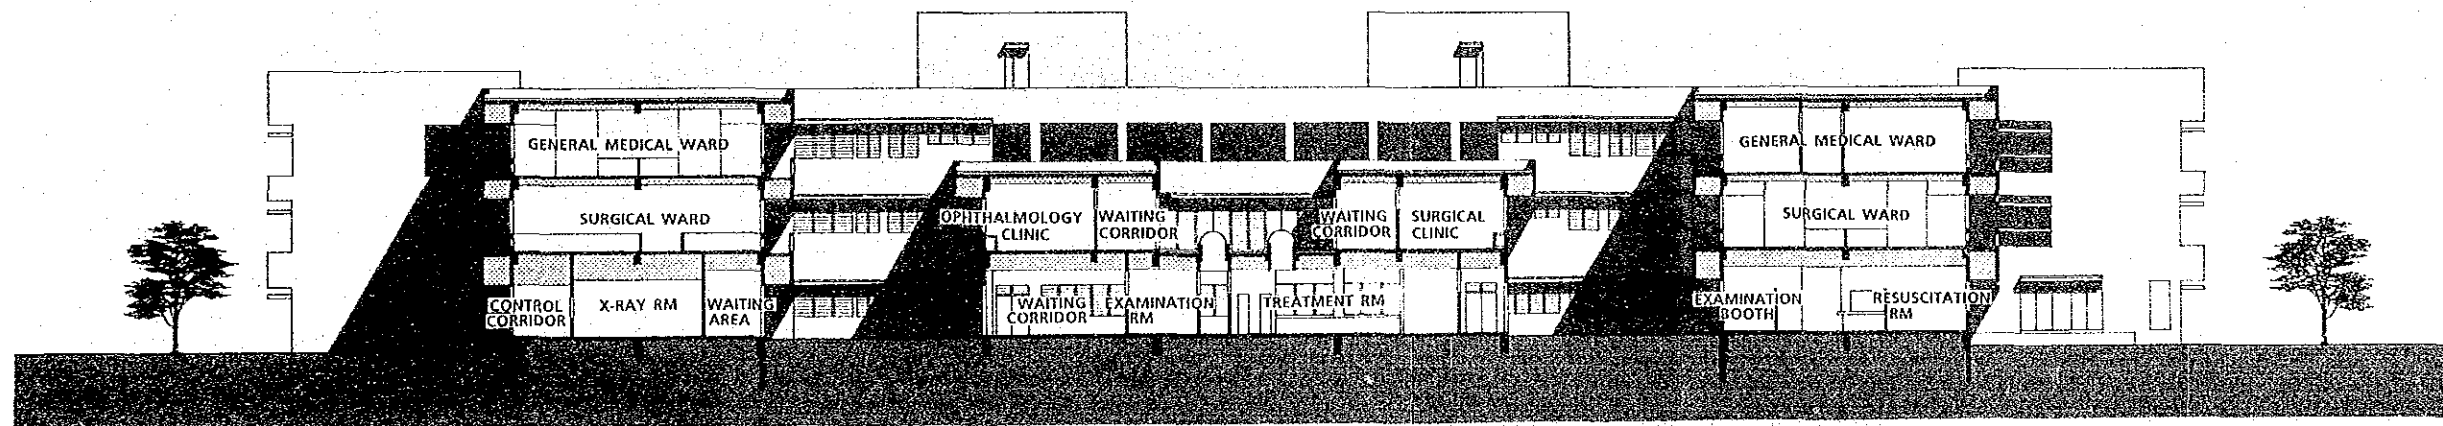 GENERAL MEDICAL WARD
GENERAL MEDICAL WARD
SURGICAL WARD
OPHTHALMOLOGY
CLINIC
WAITING
CORRIDOR
WAITING
CORRIDOR
SURGICAL
CLINIC
SURGICAL WARD
CONTROL
CORRIDOR
X-RAY RM
WAITING
AREA
WAITING
CORRIDOR
EXAMINATION
RM
TREATMENT RM
EXAMINATION
BOOTH
RESUSCITATION
RM